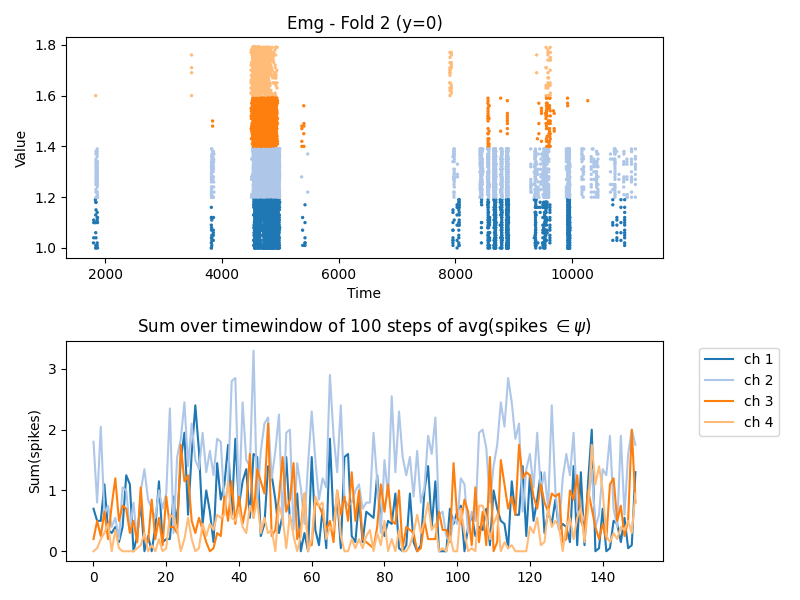 Emg - Fold 2 (y=0)
Value
1.8
1.6
1.4
1.2
1.0
2000 4000 6000 8000 10000
Time
Sum over timewindow of 100 steps of avg(spikes ∈ ψ)
Sum(spikes)
3
2
1
0
0 20 40 60 80 100 120 140
ch 1
ch 2
ch 3
ch 4